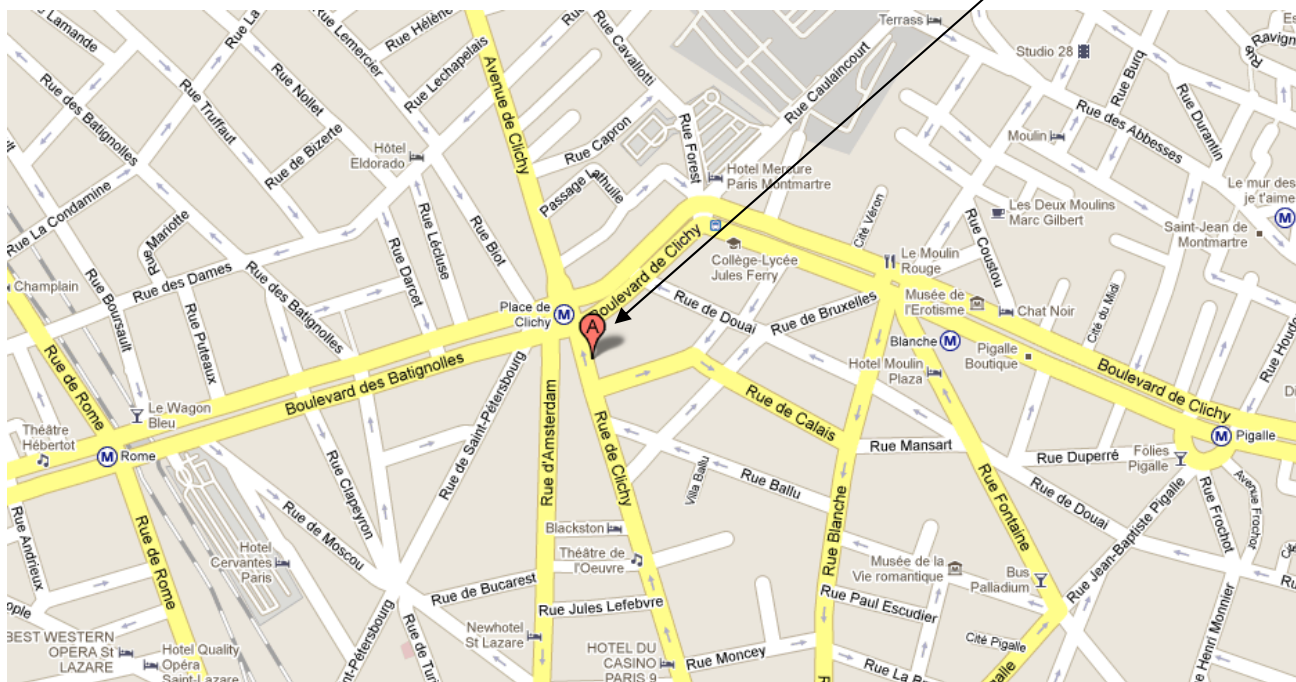 Rue Lamande
Rue La
Rue Lemercier
Rue Hélène
Rue Nollet
Rue Lechapelais
Rue Truffaut
Rue des Batignolles
Rue de Bizerte
Hôtel
Eldorado
Avenue de Clichy
Rue Cavallotti
Rue Capron
Rue Forest
Passage Lathuile
Rue Caulaincourt
Terrass
Studio 28
Rue Burq
Ravign
Rue Durantin
Rue des Abbesses
Moulin
Hotel Mercure
Paris Montmartre
Le mur des
je t'aime
M
Les Deux Moulins
Marc Gilbert
Saint-Jean de
Montmartre
Cité Véron
Rue Coustou
Rue La Condamine
Rue Mariotte
Rue Lécluse
Rue Biot
Rue Darcet
Rue des Dames
Rue des Batignolles
Champlain
Rue Boursault
Rue Puteaux
Place de
Clichy
M
A
Boulevard de Clichy
Collège-Lycée
Jules Ferry
Le Moulin
Rouge
Musée de
l'Erotisme
Chat Noir
Cité du Midi
Rue Houdo
Rue de Douai
Rue de Bruxelles
Blanche
M
Pigalle
Boutique
Hotel Moulin
Plaza
Boulevard de Clichy
Rue de Rome
Boulevard des Batignolles
Le Wagon
Bleu
Théâtre
Hébertot
M
Rome
Rue de Saint-Pétersbourg
Rue d'Amsterdam
Rue de Clichy
Rue de Calais
Rue Mansart
Rue Duperré
Folies
Pigalle
M
Pigalle
Di
Rue Clapeyron
Villa Ballu
Rue Ballu
Rue Blanche
Rue Fontaine
Rue de Douai
Rue Jean-Baptiste Pigalle
Rue Frochot
Avenue Frochot
Rue Andrieux
Rue de Rome
Rue de Moscou
Hotel
Cervantes
Paris
Blackston
Théâtre de
l'Oeuvre
Rue de Bucarest
Rue Jules Lefebvre
Musée de la
Vie romantique
Bus
Palladium
Rue Paul Escudier
Cité Pigalle
Rue Henri Monnier
ople
BEST WESTERN
OPERA St
LAZARE
Hotel Quality
Opéra
Saint-Lazare
t-Pétersbourg
Rue de Turi
Newhotel
St Lazare
HOTEL DU
CASINO
PARIS 9
Rue Moncey
Rue La B
galle